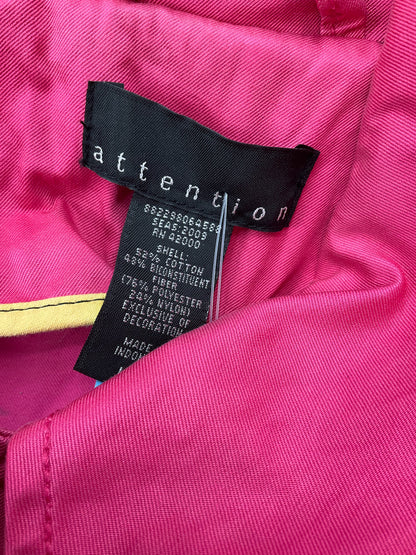 attention
882298064588
SEAS:2009
RN 42000
SHELL:
52% COTTON
48% BICONSTITUENT
FIBER
(76% POLYESTER
24% NYLON)
EXCLUSIVE OF
DECORATION
MADE